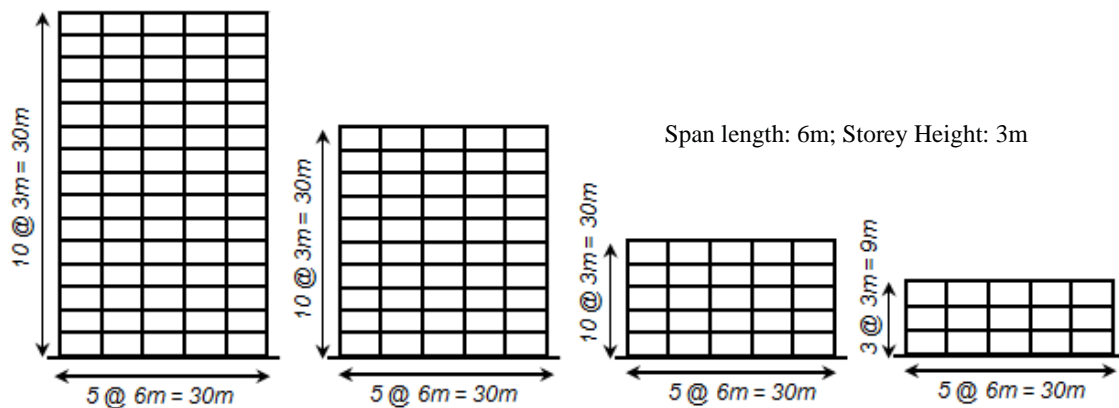 10 @ 3m = 30m
5 @ 6m = 30m
10 @ 3m = 30m
5 @ 6m = 30m
Span length: 6m; Storey Height: 3m
10 @ 3m = 30m
5 @ 6m = 30m
3 @ 3m = 9m
5 @ 6m = 30m